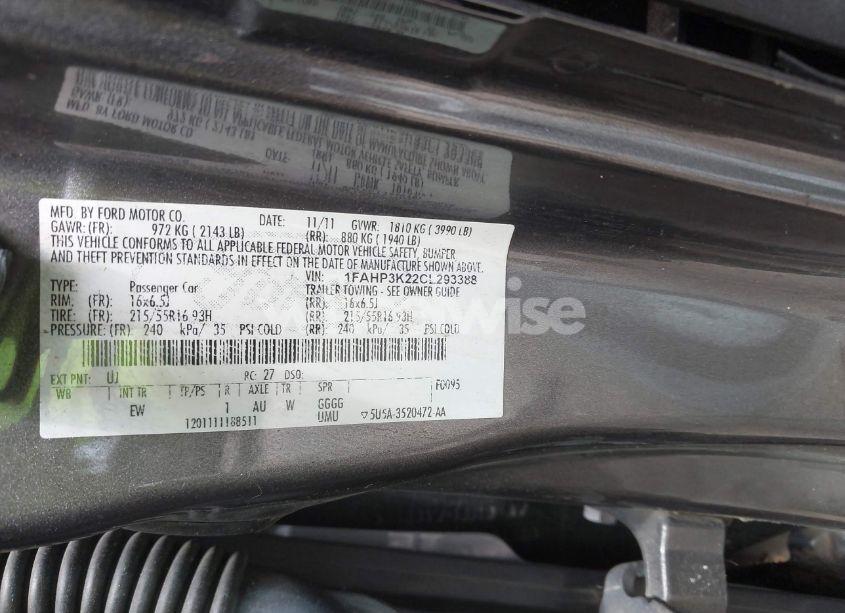 MFD. BY FORD MOTOR CO. DATE: 11/11 GVWR: 1810 KG ( 3990 LB)
GAWR: (FR): 972 KG ( 2143 LB) (RR): 880 KG ( 1940 LB)
THIS VEHICLE CONFORMS TO ALL APPLICABLE FEDERAL MOTOR VEHICLE SAFETY, BUMPER,
AND THEFT PREVENTION STANDARDS IN EFFECT ON THE DATE OF MANUFACTURE SHOWN ABOVE.
VIN: 1FAHP3K22CL293388
TYPE: Passenger Car TRAILER TOWING - SEE OWNER GUIDE
RIM: (FR): 16x6.5J (RR): 16x6.5J
TIRE: (FR): 215/55R16 93H (RR): 215/55R16 93H
PRESSURE: (FR) 240 kPa/ 35 PSI COLD (RR) 240 kPa/ 35 PSI COLD
EXT PNT: UJ RC: 27 DSO: F0095
WB INT TR TP/PS R AXLE TR SPR
EW 1 AU W GGGG
1201111188511 UMU ▽5U5A-3520472-AA